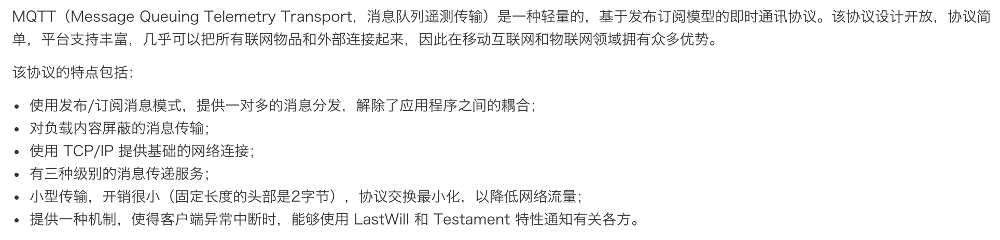 MQTT（Message Queuing Telemetry Transport，消息队列遥测传输）是一种轻量的，基于发布订阅模型的即时通讯协议。该协议设计开放，协议简
单，平台支持丰富，几乎可以把所有联网物品和外部连接起来，因此在移动互联网和物联网领域拥有众多优势。
该协议的特点包括：
• 使用发布/订阅消息模式，提供一对多的消息分发，解除了应用程序之间的耦合；
• 对负载内容屏蔽的消息传输；
• 使用 TCP/IP 提供基础的网络连接；
• 有三种级别的消息传递服务；
• 小型传输，开销很小（固定长度的头部是2字节），协议交换最小化，以降低网络流量；
• 提供一种机制，使得客户端异常中断时，能够使用 LastWill 和 Testament 特性通知有关各方。